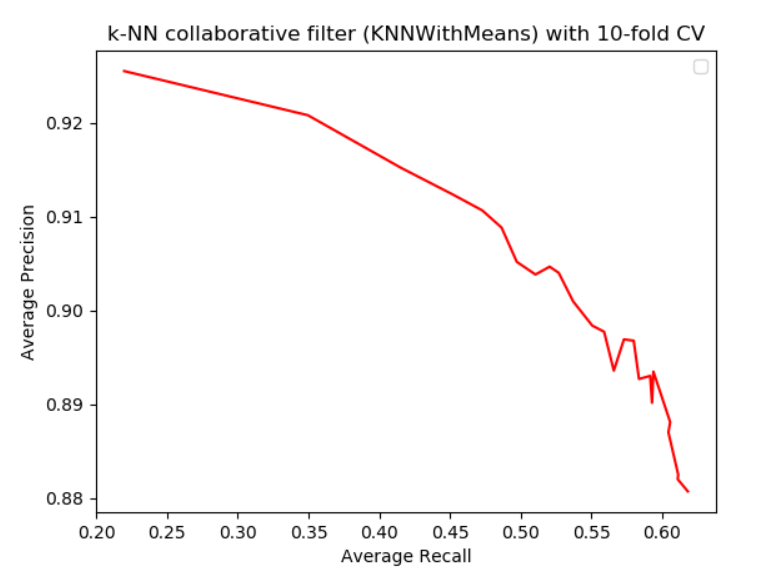 k-NN collaborative filter (KNNWithMeans) with 10-fold CV
0.92
0.91
0.90
0.89
0.88
Average Precision
0.20 0.25 0.30 0.35 0.40 0.45 0.50 0.55 0.60
Average Recall